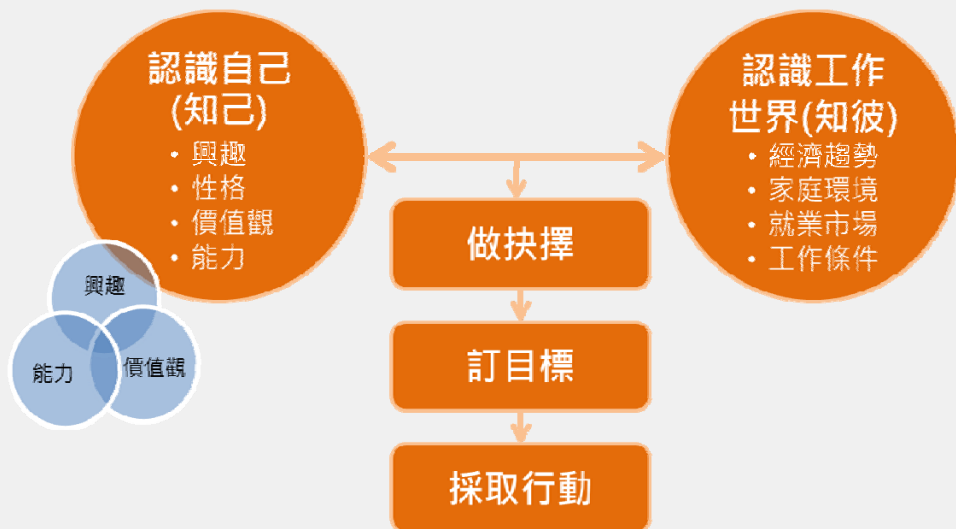 認識自己
(知己)
• 興趣
• 性格
• 價值觀
• 能力
認識工作
世界(知彼)
• 經濟趨勢
• 家庭環境
• 就業市場
• 工作條件
做抉擇
訂目標
採取行動
興趣
能力
價值觀